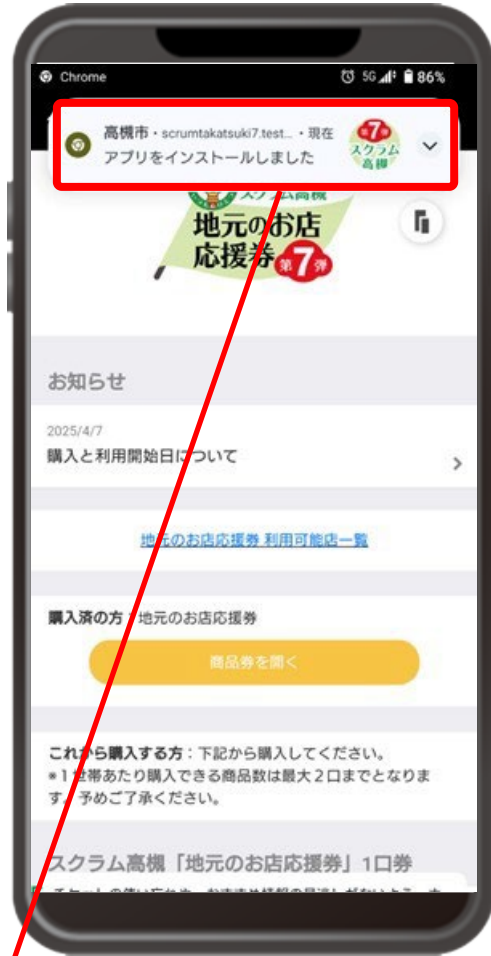 Chrome 5G 86%
高槻市・scrumtakatsuki7.test...・現在
アプリをインストールしました
第7弾
スクラム
高槻
スクラム高槻
地元のお店
応援券 第7弾
お知らせ
2025/4/7
購入と利用開始日について
地元のお店応援券 利用可能店一覧
購入済の方:地元のお店応援券
商品券を開く
これから購入する方:下記から購入してください。
※1世帯あたり購入できる商品数は最大2口までとなりま
す。予めご了承ください。
スクラム高槻「地元のお店応援券」1口券